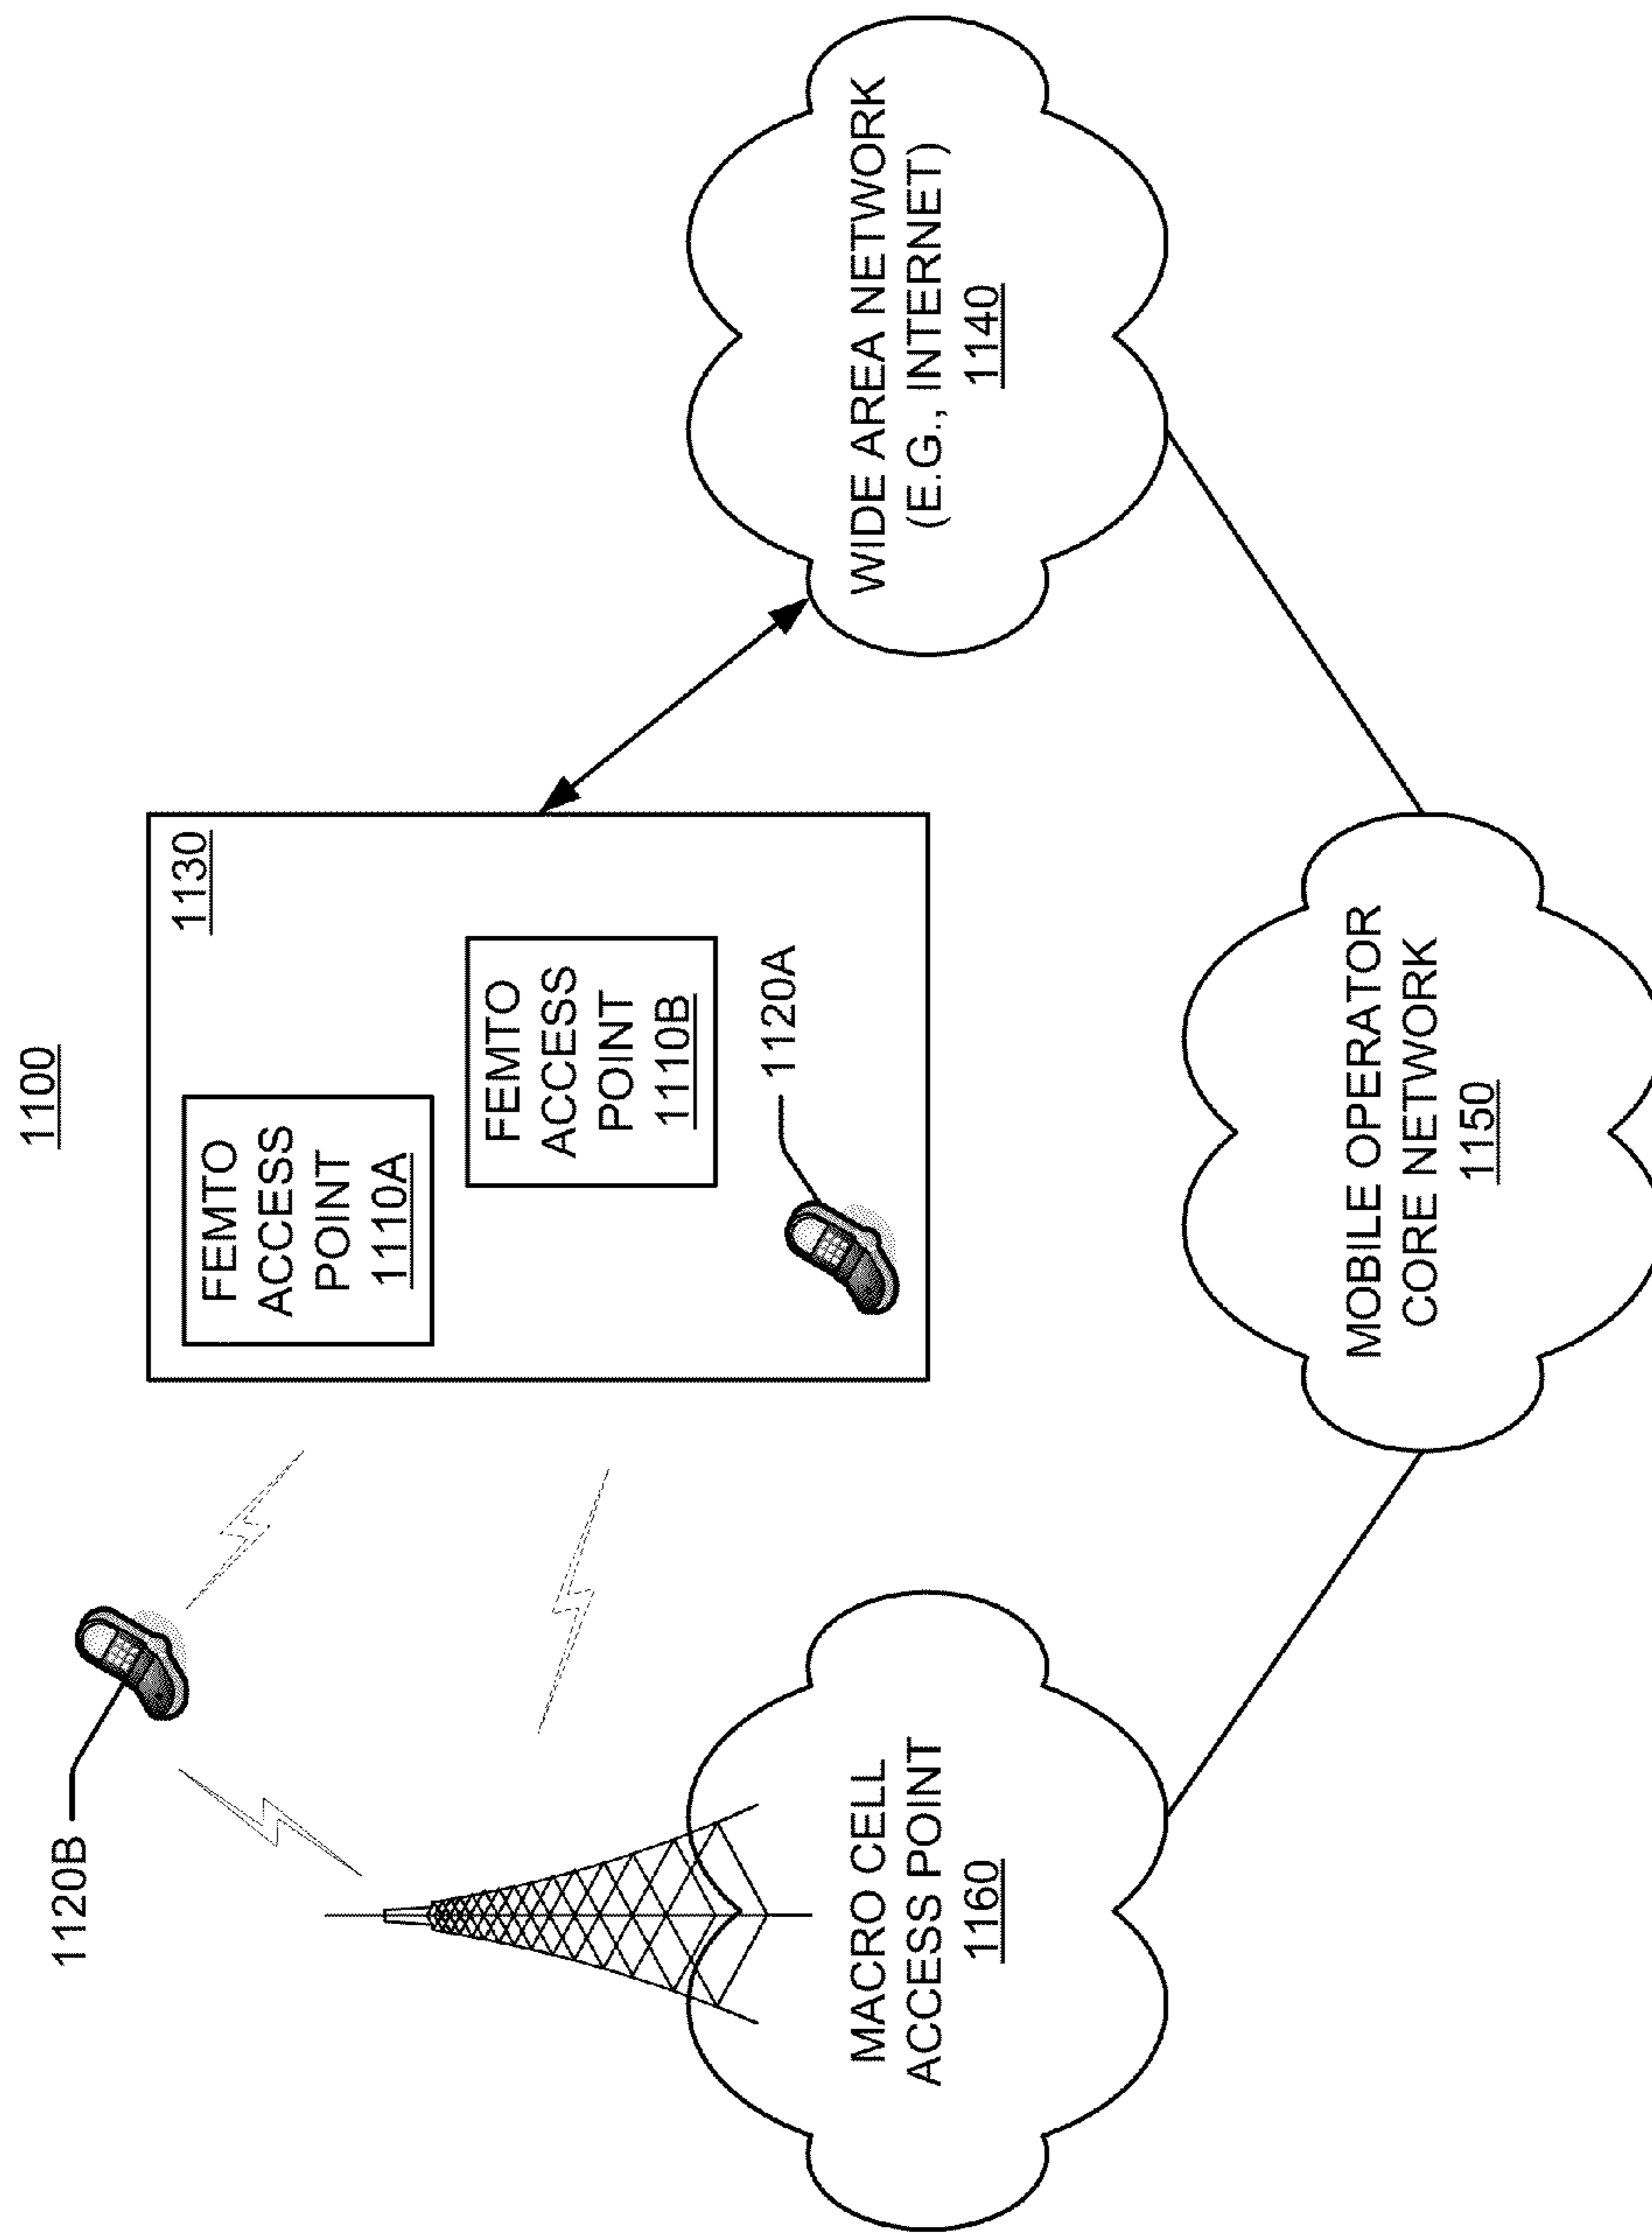 1100
1120B
1130
FEMTO
ACCESS
POINT
1110A
FEMTO
ACCESS
POINT
1110B
1120A
MACRO CELL
ACCESS POINT
1160
WIDE AREA NETWORK
(E.G., INTERNET)
1140
MOBILE OPERATOR
CORE NETWORK
1150